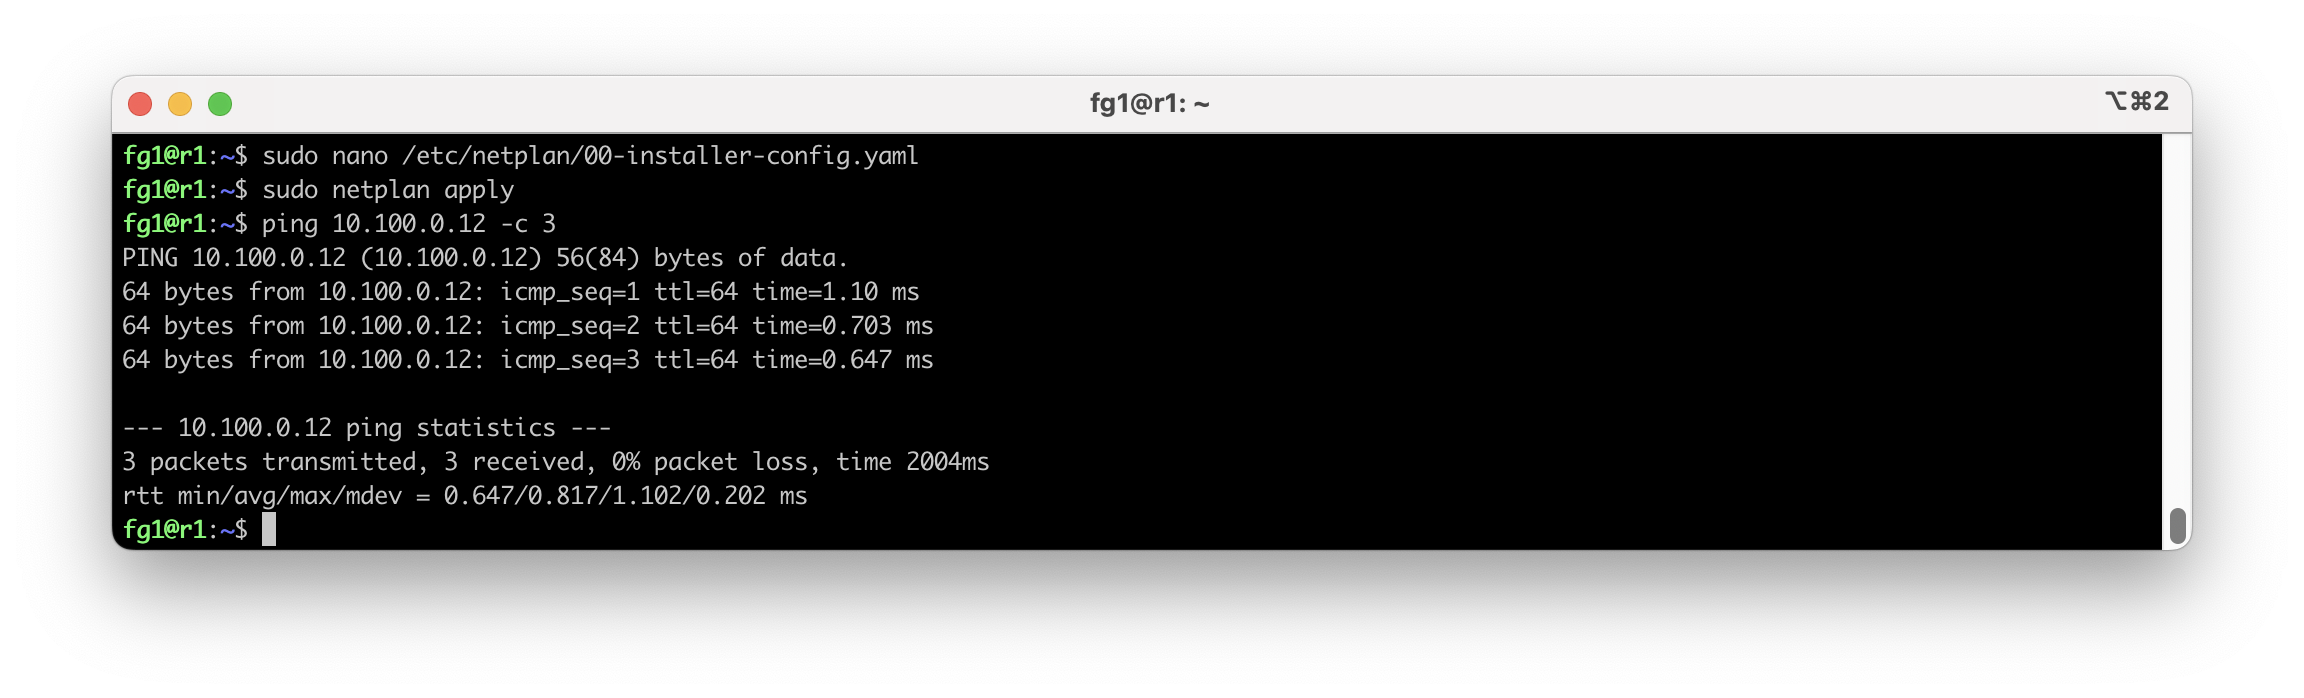 fg1@r1: ~
⌥⌘2
fg1@r1:~$ sudo nano /etc/netplan/00-installer-config.yaml
fg1@r1:~$ sudo netplan apply
fg1@r1:~$ ping 10.100.0.12 -c 3
PING 10.100.0.12 (10.100.0.12) 56(84) bytes of data.
64 bytes from 10.100.0.12: icmp_seq=1 ttl=64 time=1.10 ms
64 bytes from 10.100.0.12: icmp_seq=2 ttl=64 time=0.703 ms
64 bytes from 10.100.0.12: icmp_seq=3 ttl=64 time=0.647 ms
--- 10.100.0.12 ping statistics ---
3 packets transmitted, 3 received, 0% packet loss, time 2004ms
rtt min/avg/max/mdev = 0.647/0.817/1.102/0.202 ms
fg1@r1:~$